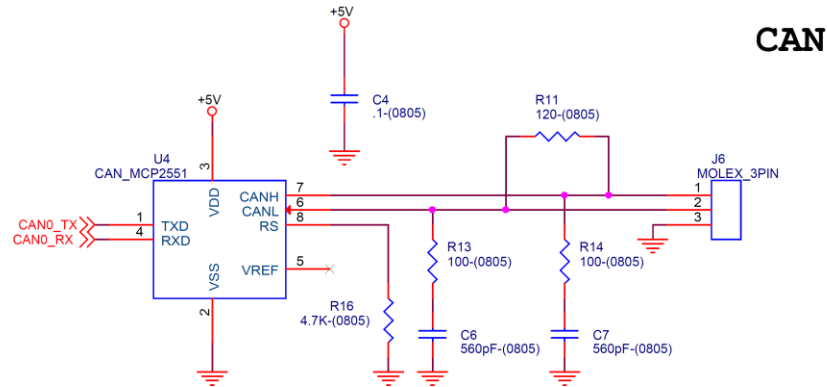 +5V
CAN
C4
.1-(0805)
R11
120-(0805)
+5V
U4
CAN_MCP2551
J6
MOLEX_3PIN
3
VDD
CANH
7
1
CANL
6
2
CAN0_TX
1
TXD
RS
8
3
CAN0_RX
4
RXD
VREF
5
VSS
2
R13
100-(0805)
R14
100-(0805)
R16
4.7K-(0805)
C6
560pF-(0805)
C7
560pF-(0805)